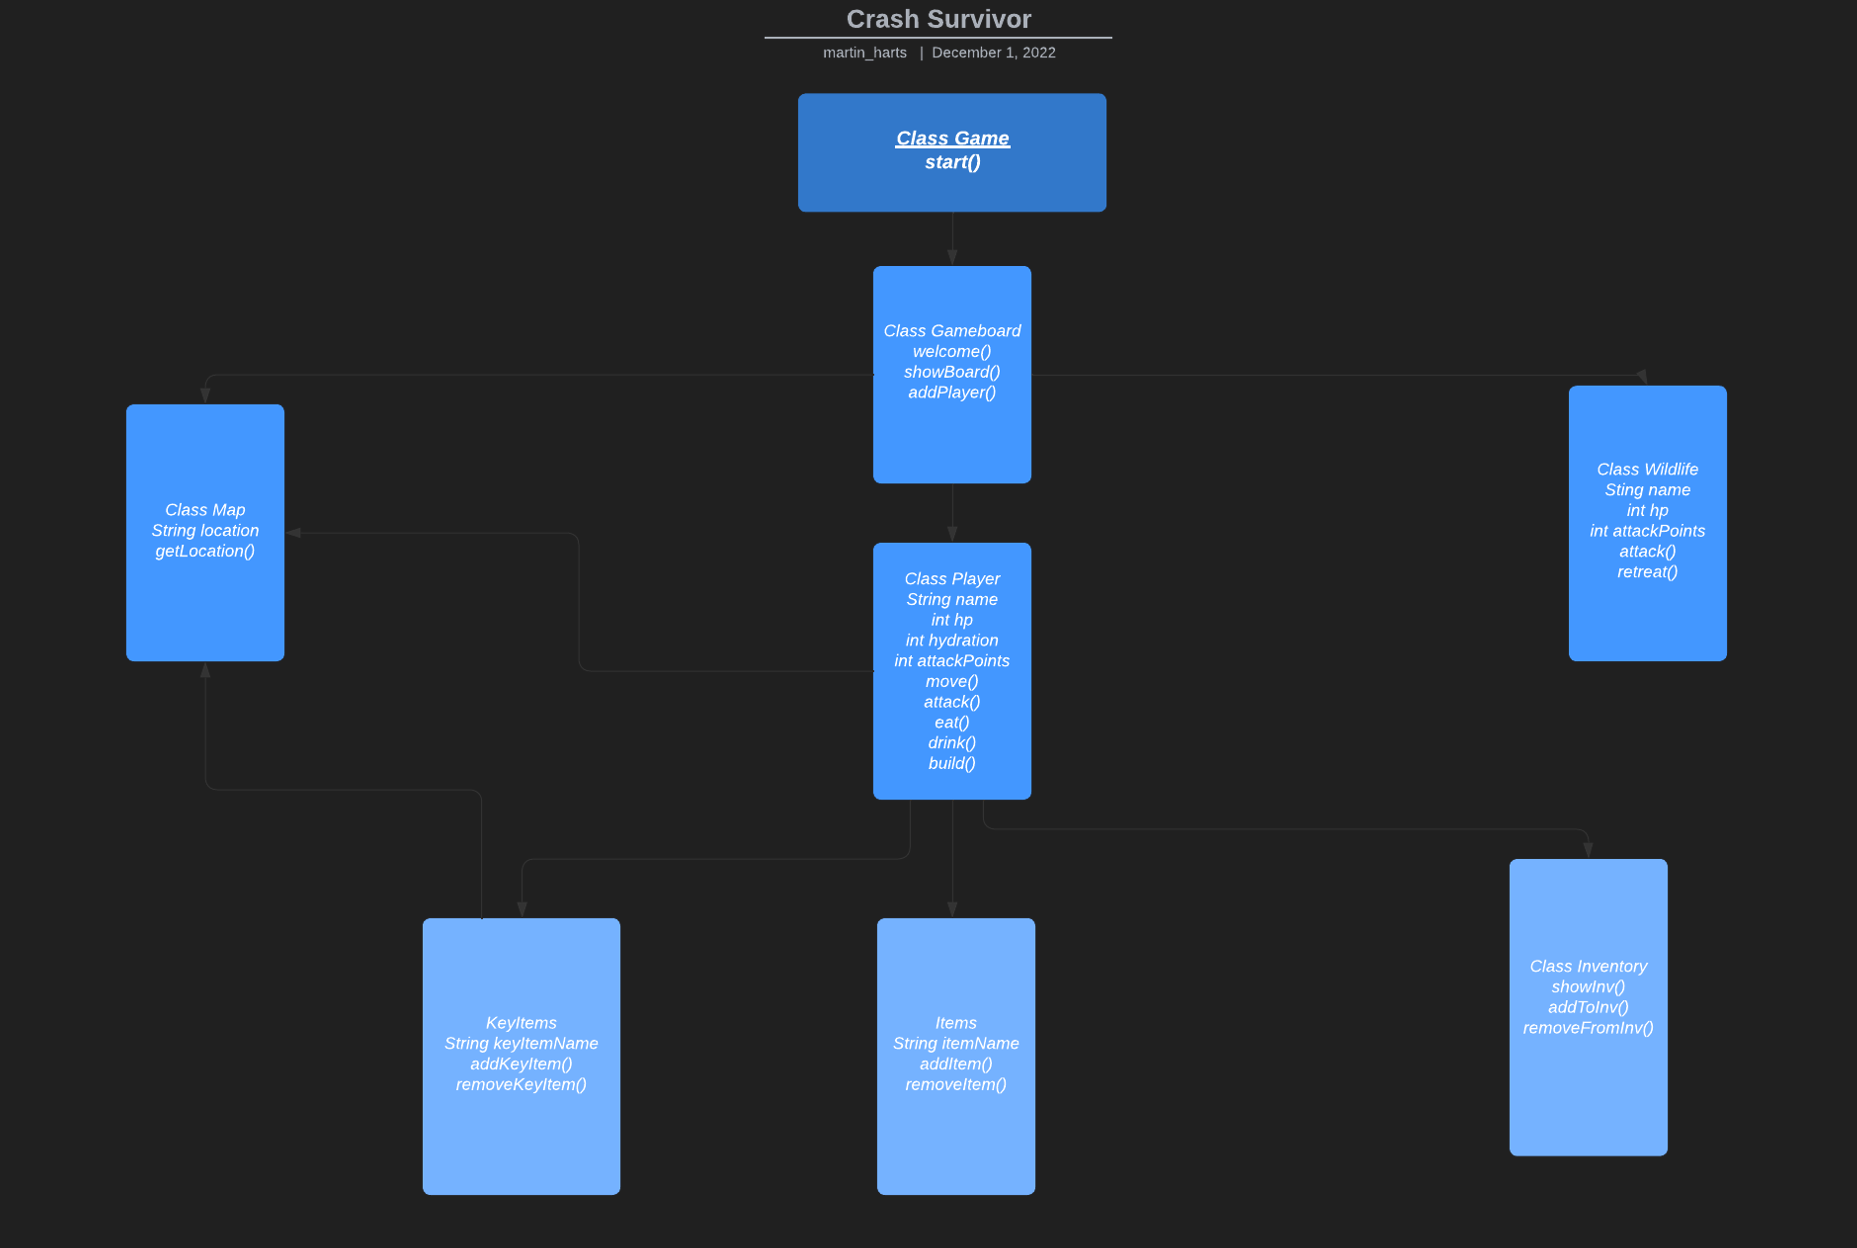 Crash Survivor
martin_harts | December 1, 2022
Class Game
start()
Class Gameboard
welcome()
showBoard()
addPlayer()
Class Map
String location
getLocation()
Class Wildlife
Sting name
int hp
int attackPoints
attack()
retreat()
Class Player
String name
int hp
int hydration
int attackPoints
move()
attack()
eat()
drink()
build()
KeyItems
String keyItemName
addKeyItem()
removeKeyItem()
Items
String itemName
addItem()
removeItem()
Class Inventory
showInv()
addToInv()
removeFromInv()